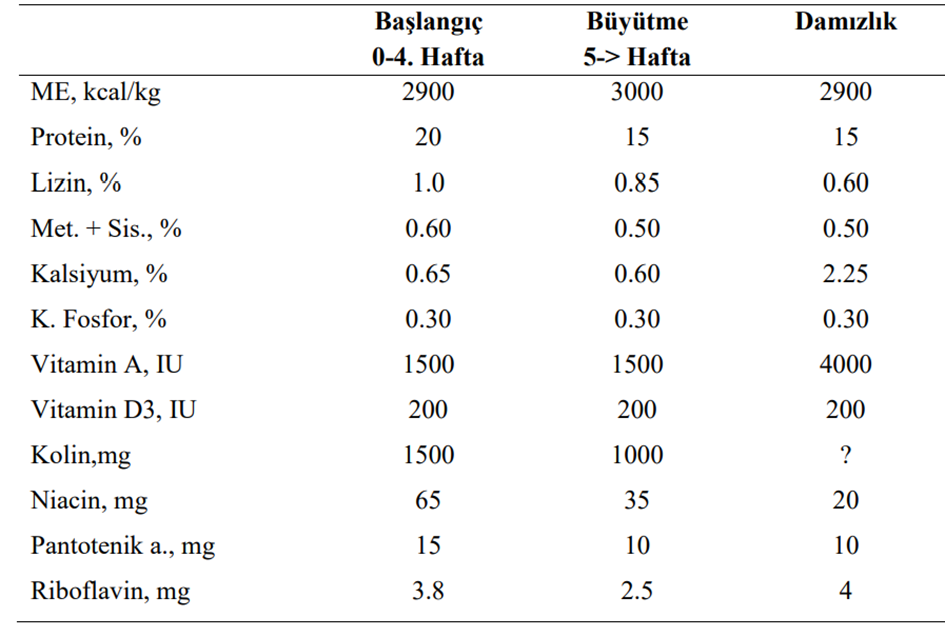 Başlangıç Büyütme Damızlık
0-4. Hafta 5-> Hafta
ME, kcal/kg 2900 3000 2900
Protein, % 20 15 15
Lizin, % 1.0 0.85 0.60
Met. + Sis., % 0.60 0.50 0.50
Kalsiyum, % 0.65 0.60 2.25
K. Fosfor, % 0.30 0.30 0.30
Vitamin A, IU 1500 1500 4000
Vitamin D3, IU 200 200 200
Kolin,mg 1500 1000 ?
Niacin, mg 65 35 20
Pantotenik a., mg 15 10 10
Riboflavin, mg 3.8 2.5 4